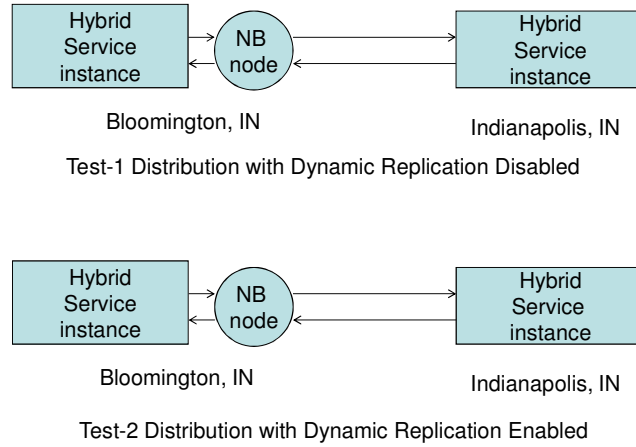 Hybrid
Service
instance
NB
node
Hybrid
Service
instance
Bloomington, IN
Indianapolis, IN
Test-1 Distribution with Dynamic Replication Disabled
Hybrid
Service
instance
NB
node
Hybrid
Service
instance
Bloomington, IN
Indianapolis, IN
Test-2 Distribution with Dynamic Replication Enabled